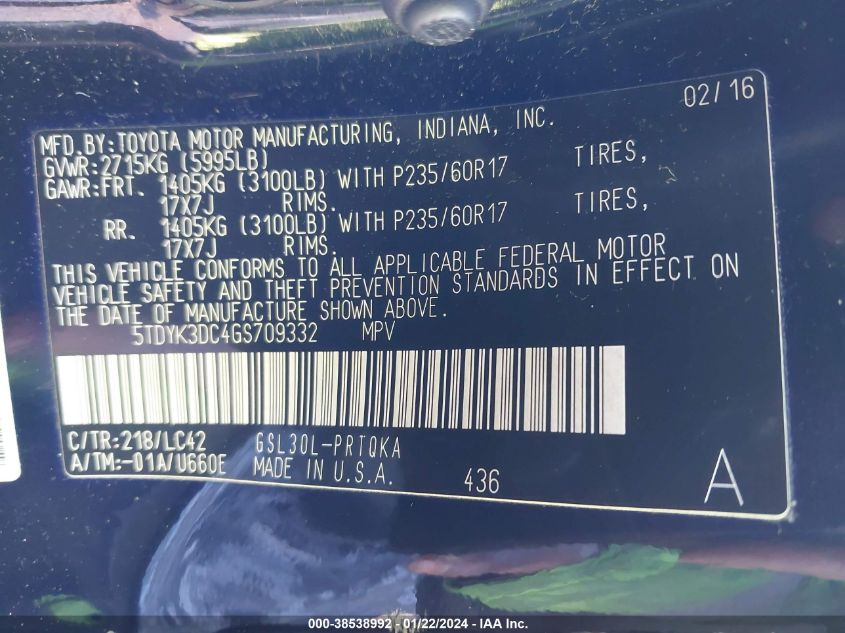 02/16
MFD.BY:TOYOTA MOTOR MANUFACTURING, INDIANA, INC.
GVWR:2715KG (5995LB)
GAWR:FRT. 1405KG (3100LB) WITH P235/60R17 TIRES,
17X7J RIMS.
RR. 1405KG (3100LB) WITH P235/60R17 TIRES,
17X7J RIMS.
THIS VEHICLE CONFORMS TO ALL APPLICABLE FEDERAL MOTOR
VEHICLE SAFETY AND THEFT PREVENTION STANDARDS IN EFFECT ON
THE DATE OF MANUFACTURE SHOWN ABOVE.
5TDYK3DC4GS709332 MPV
C/TR:218/LC42 GSL30L-PRTQKA
A/TM:-01A/U660E MADE IN U.S.A. 436 A
000-38538992 - 01/22/2024 - IAA Inc.